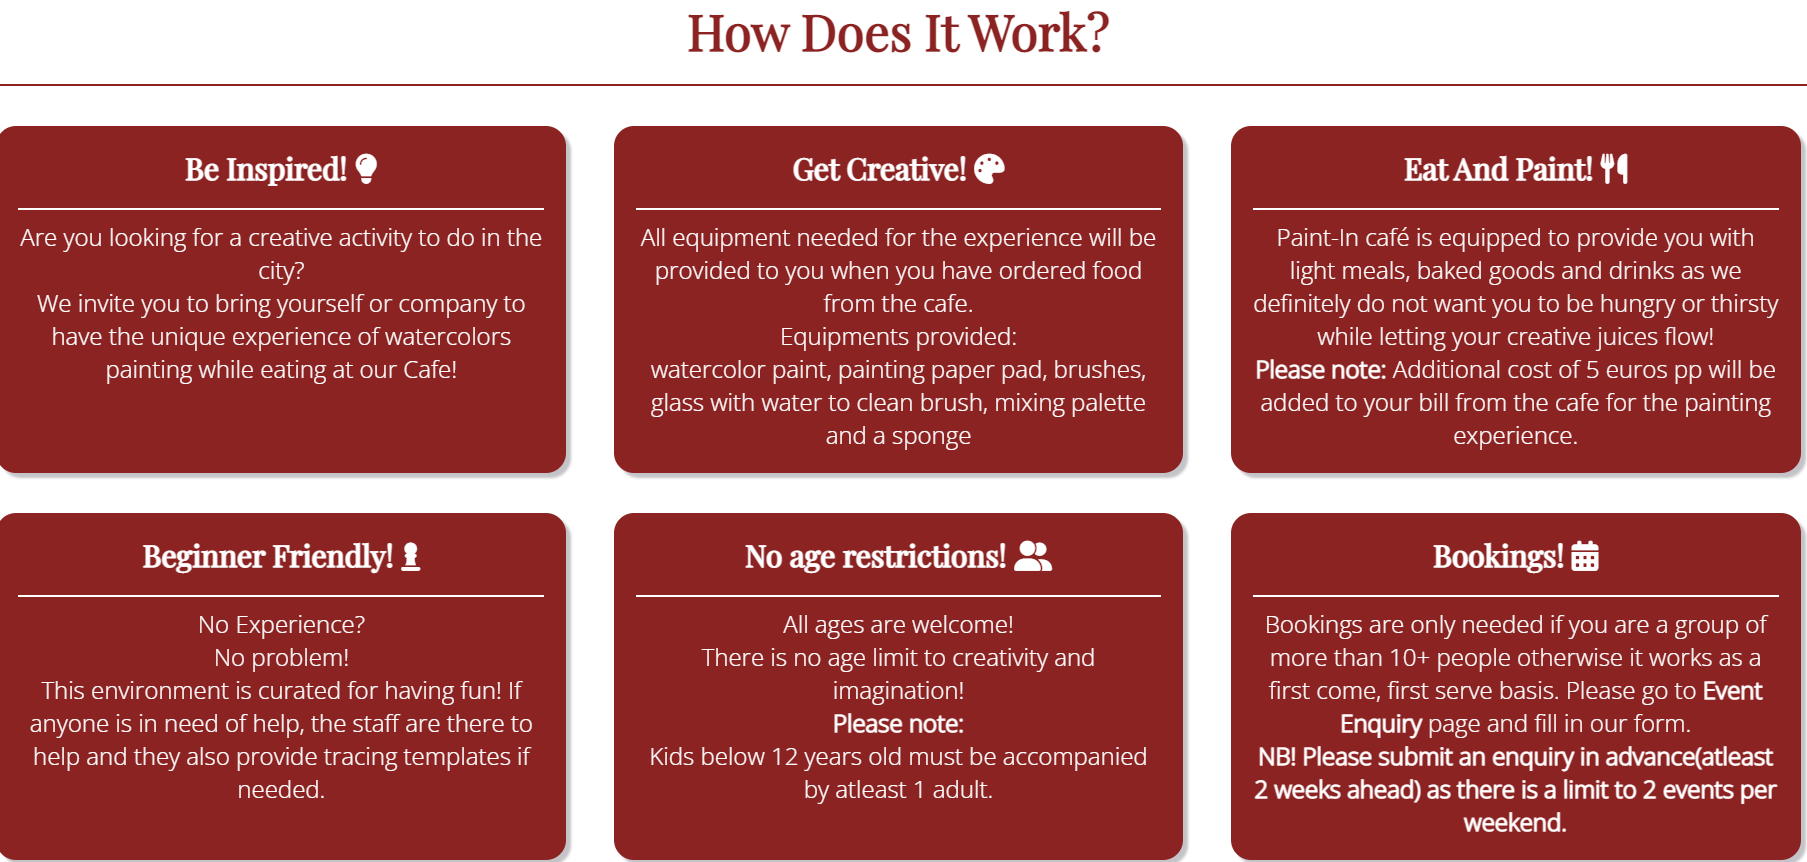 How Does It Work?
Be Inspired!
Are you looking for a creative activity to do in the
city?
We invite you to bring yourself or company to
have the unique experience of watercolors
painting while eating at our Cafe!
Get Creative!
All equipment needed for the experience will be
provided to you when you have ordered food
from the cafe.
Equipments provided:
watercolor paint, painting paper pad, brushes,
glass with water to clean brush, mixing palette
and a sponge
Eat And Paint!
Paint-In café is equipped to provide you with
light meals, baked goods and drinks as we
definitely do not want you to be hungry or thirsty
while letting your creative juices flow!
Please note: Additional cost of 5 euros pp will be
added to your bill from the cafe for the painting
experience.
Beginner Friendly!
No Experience?
No problem!
This environment is curated for having fun! If
anyone is in need of help, the staff are there to
help and they also provide tracing templates if
needed.
No age restrictions!
All ages are welcome!
There is no age limit to creativity and
imagination!
Please note:
Kids below 12 years old must be accompanied
by atleast 1 adult.
Bookings!
Bookings are only needed if you are a group of
more than 10+ people otherwise it works as a
first come, first serve basis. Please go to Event
Enquiry page and fill in our form.
NB! Please submit an enquiry in advance(atleast
2 weeks ahead) as there is a limit to 2 events per
weekend.